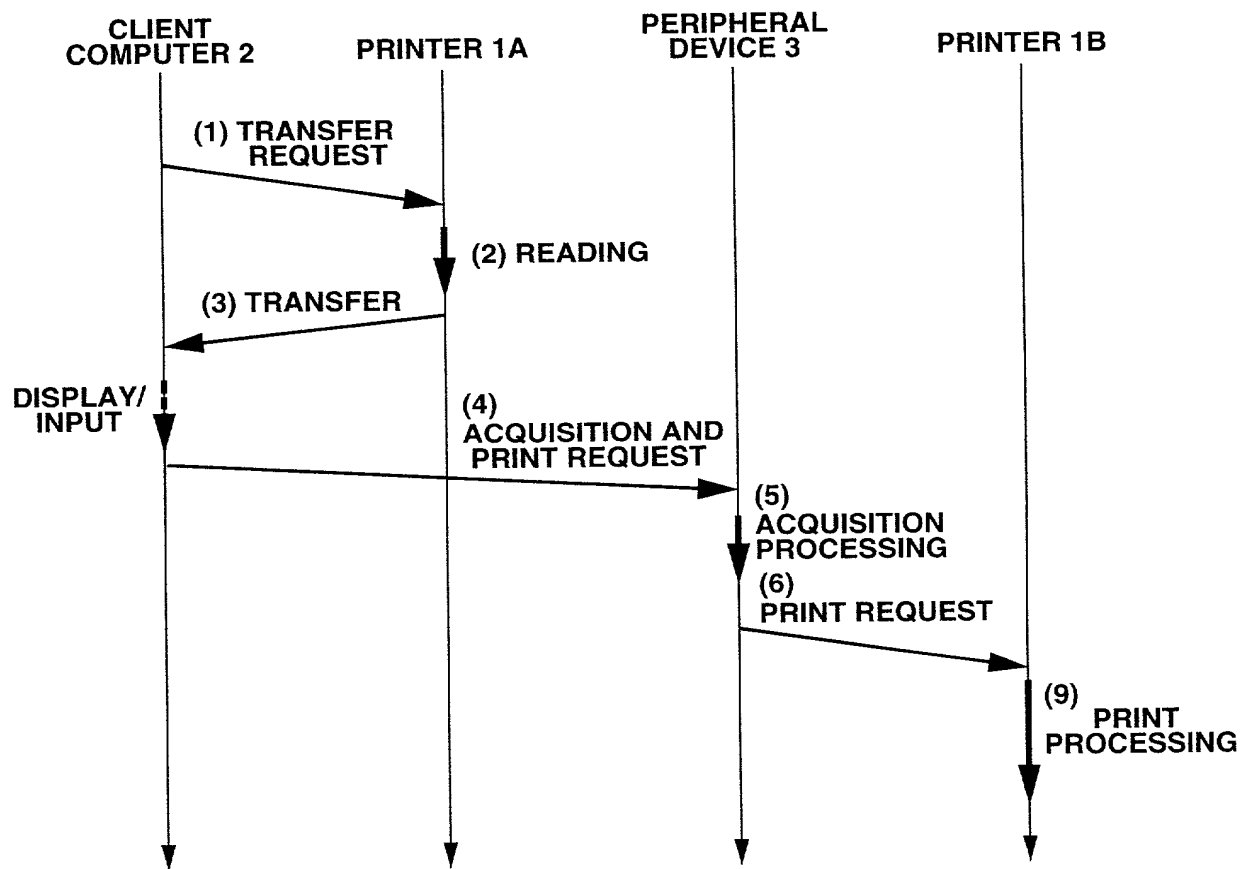 CLIENT
COMPUTER 2
PRINTER 1A
PERIPHERAL
DEVICE 3
PRINTER 1B
(1) TRANSFER
REQUEST
(2) READING
(3) TRANSFER
DISPLAY/
INPUT
(4)
ACQUISITION AND
PRINT REQUEST
(5)
ACQUISITION
PROCESSING
(6)
PRINT REQUEST
(9)
PRINT
PROCESSING